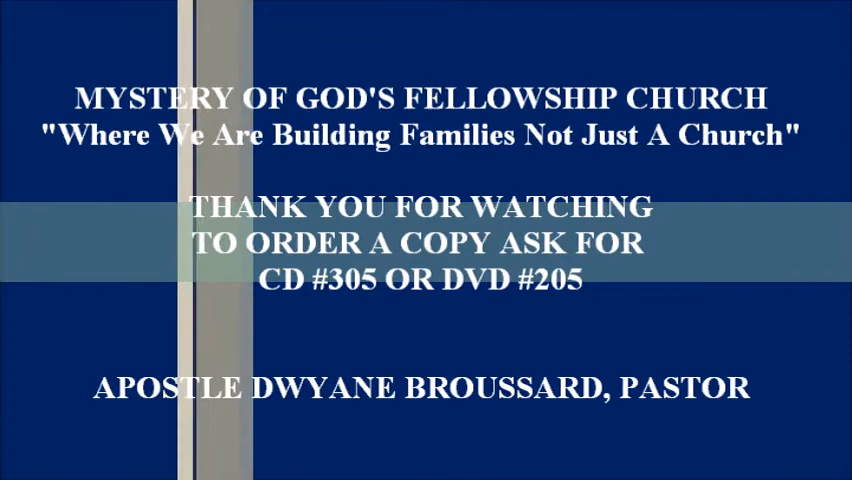 MYSTERY OF GOD'S FELLOWSHIP CHURCH
"Where We Are Building Families Not Just A Church"
THANK YOU FOR WATCHING
TO ORDER A COPY ASK FOR
CD #305 OR DVD #205
APOSTLE DWYANE BROUSSARD, PASTOR